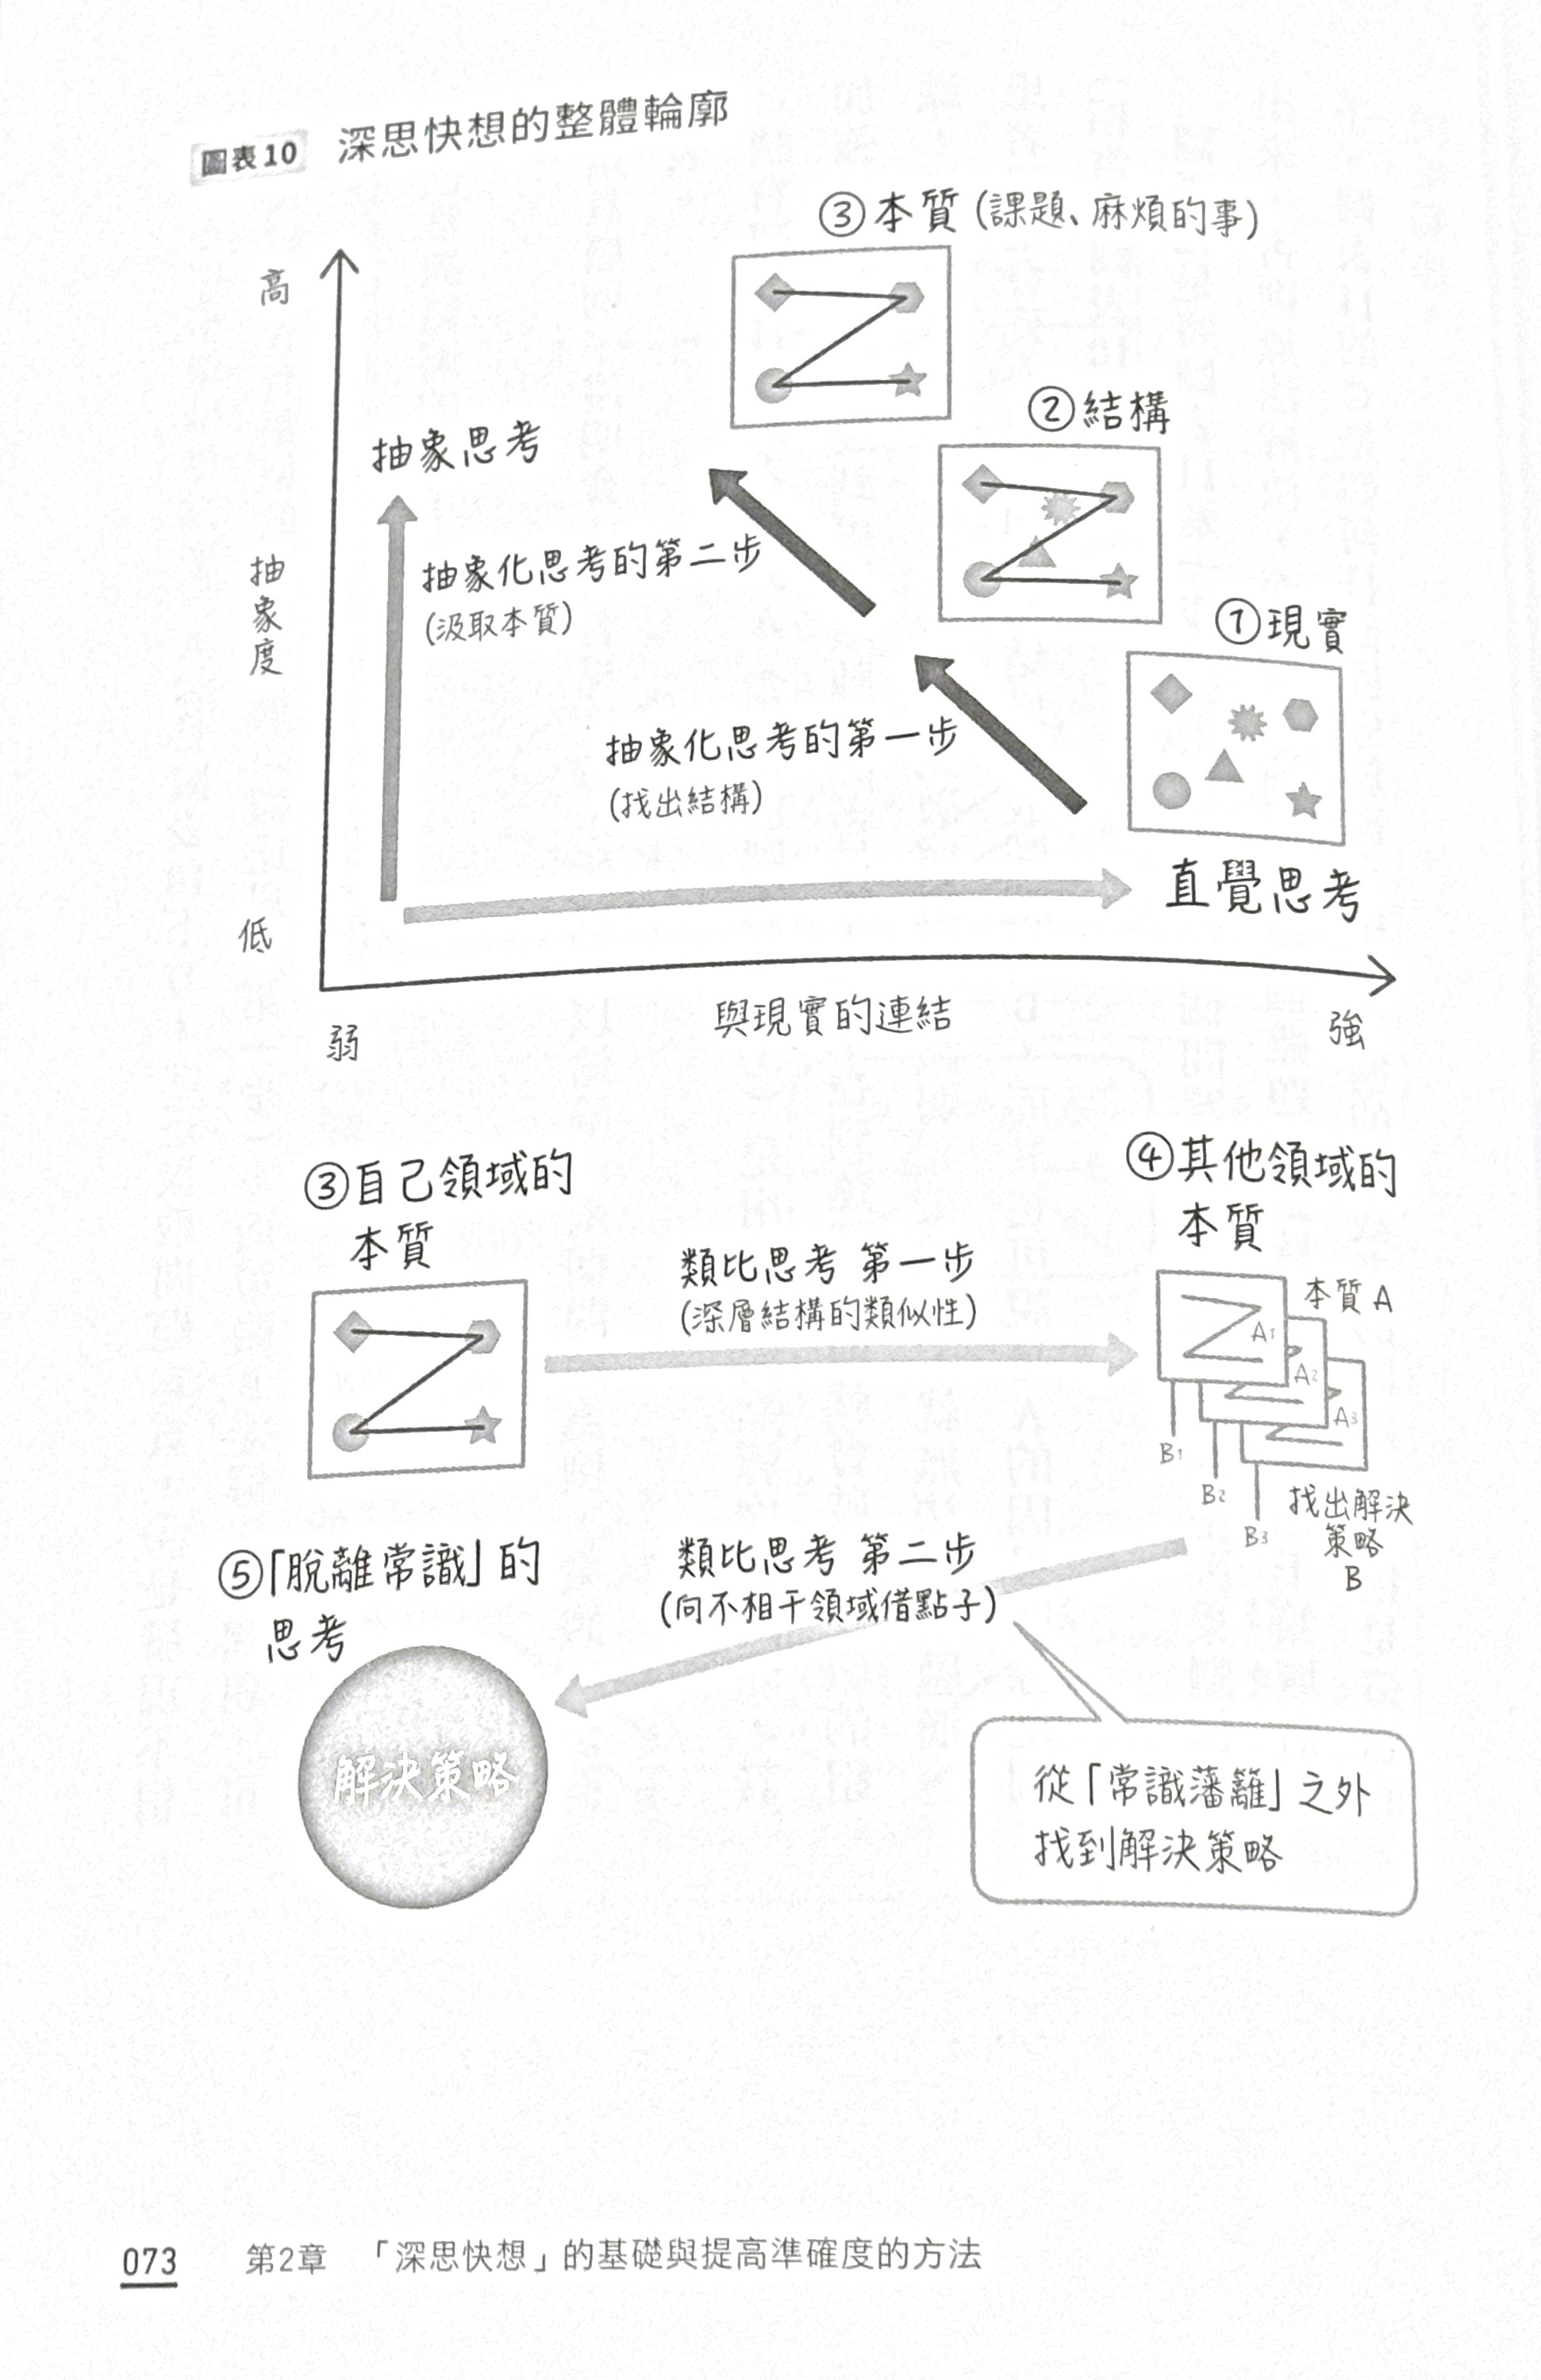 圖表10 深思快想的整體輪廓
③本質(課題、麻煩的事)
高
②結構
抽象思考
抽象化思考的第二步
(汲取本質)
抽象度
①現實
抽象化思考的第一步
(找出結構)
直覺思考
低
與現實的連結
弱
強
③自己領域的
本質
④其他領域的
本質
類比思考 第一步
(深層結構的類似性)
本質A
A1
A2
A3
B1
B2
B3
找出解決
策略
B
⑤「脫離常識」的
思考
類比思考 第二步
(向不相干領域借點子)
解決策略
從「常識藩籬」之外
找到解決策略
073 第2章 「深思快想」的基礎與提高準確度的方法